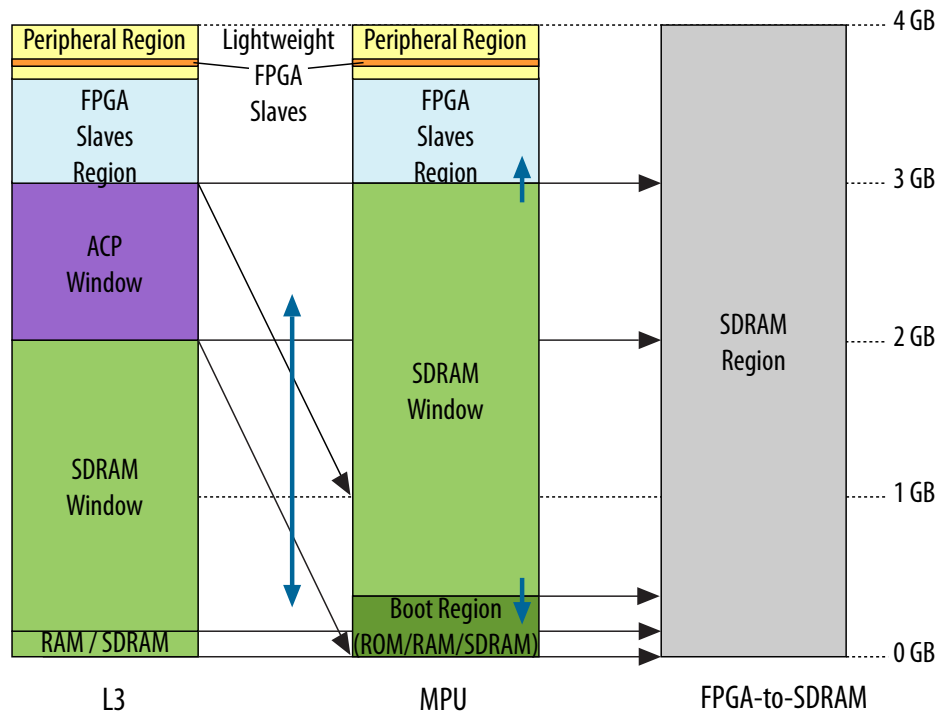 Peripheral Region
FPGA
Slaves
Region
ACP
Window
SDRAM
Window
RAM / SDRAM
L3
Lightweight
FPGA
Slaves
Peripheral Region
FPGA
Slaves
Region
SDRAM
Window
Boot Region
(ROM/RAM/SDRAM)
MPU
SDRAM
Region
FPGA-to-SDRAM
4 GB
3 GB
2 GB
1 GB
0 GB